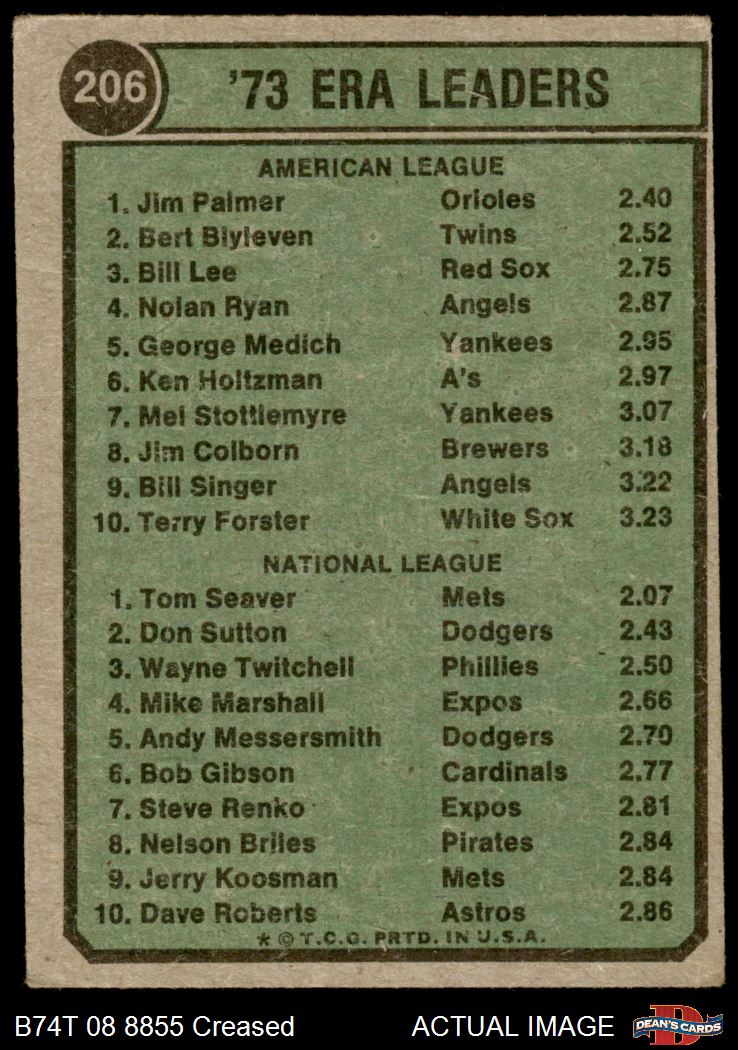 206
'73 ERA LEADERS
AMERICAN LEAGUE
1. Jim Palmer Orioles 2.40
2. Bert Blyleven Twins 2.52
3. Bill Lee Red Sox 2.75
4. Nolan Ryan Angels 2.87
5. George Medich Yankees 2.95
6. Ken Holtzman A's 2.97
7. Mel Stottlemyre Yankees 3.07
8. Jim Colborn Brewers 3.18
9. Bill Singer Angels 3.22
10. Terry Forster White Sox 3.23
NATIONAL LEAGUE
1. Tom Seaver Mets 2.07
2. Don Sutton Dodgers 2.43
3. Wayne Twitchell Phillies 2.50
4. Mike Marshall Expos 2.66
5. Andy Messersmith Dodgers 2.70
6. Bob Gibson Cardinals 2.77
7. Steve Renko Expos 2.81
8. Nelson Briles Pirates 2.84
9. Jerry Koosman Mets 2.84
10. Dave Roberts Astros 2.86
* © T.C.G. PRTD. IN U.S.A.
B74T 08 8855 Creased ACTUAL IMAGE
D
DEAN'S CARDS